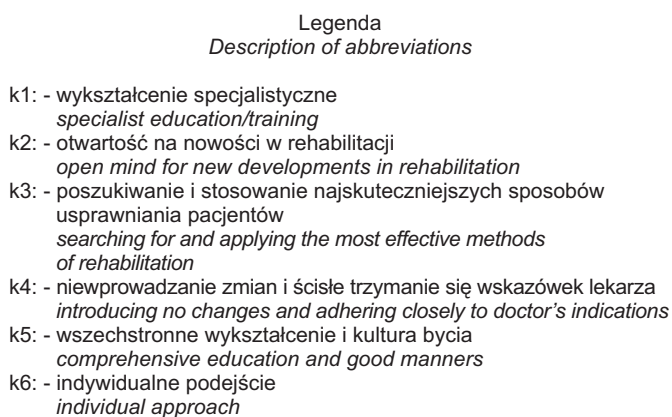 Legenda
Description of abbreviations
k1: - wykształcenie specjalistyczne
specialist education/training
k2: - otwartość na nowości w rehabilitacji
open mind for new developments in rehabilitation
k3: - poszukiwanie i stosowanie najskuteczniejszych sposobów
usprawniania pacjentów
searching for and applying the most effective methods
of rehabilitation
k4: - niewprowadzanie zmian i ścisłe trzymanie się wskazówek lekarza
introducing no changes and adhering closely to doctor's indications
k5: - wszechstronne wykształcenie i kultura bycia
comprehensive education and good manners
k6: - indywidualne podejście
individual approach